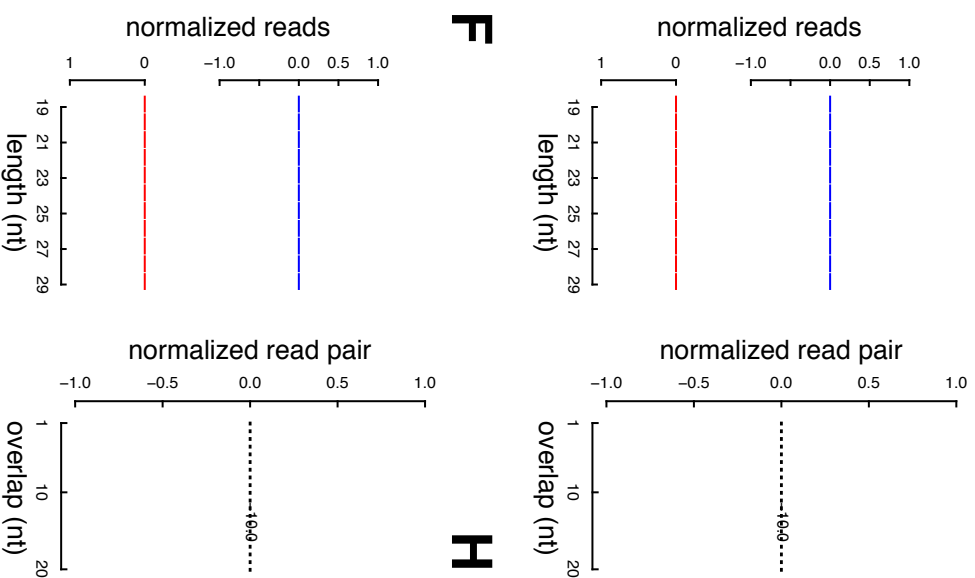 normalized reads
1 0 −1.0 0.0 0.5 1.0
19 21 23 25 27 29
length (nt)
F
normalized reads
1 0 −1.0 0.0 0.5 1.0
19 21 23 25 27 29
length (nt)
normalized read pair
−1.0 −0.5 0.0 0.5 1.0
1 10 20
overlap (nt)
H
normalized read pair
−1.0 −0.5 0.0 0.5 1.0
1 10 20
overlap (nt)